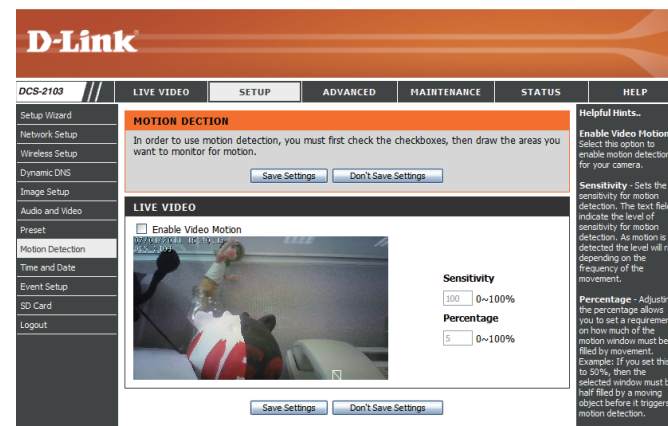 D-Link
DCS-2103
LIVE VIDEO
SETUP
ADVANCED
MAINTENANCE
STATUS
HELP
Setup Wizard
Network Setup
Wireless Setup
Dynamic DNS
Image Setup
Audio and Video
Preset
Motion Detection
Time and Date
Event Setup
SD Card
Logout
MOTION DECTION
In order to use motion detection, you must first check the checkboxes, then draw the areas you
want to monitor for motion.
Save Settings
Don't Save Settings
LIVE VIDEO
Enable Video Motion
Sensitivity
100 0~100%
Percentage
5 0~100%
Save Settings
Don't Save Settings
Helpful Hints..
Enable Video Motion
Select this option to
enable motion detection
for your camera.
Sensitivity - Sets the
sensitivity for motion
detection. The text
indicate the level of
sensitivity for motion
detection. As motion is
detected the level will
depending on the
frequency of the
movement.
Percentage -
the percentage allows
you to set a
on how much of the
motion window must be
filled by movement.
Example: If you set this
to 50%, then the
selected window must
half filled by a moving
object before it triggers
motion detection.